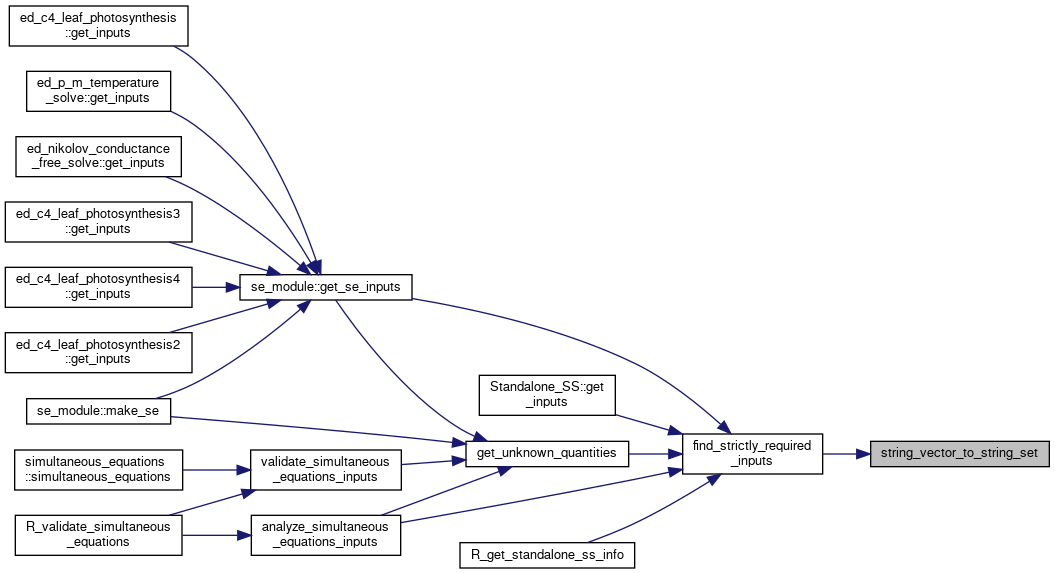 ed_c4_leaf_photosynthesis
::get_inputs
ed_p_m_temperature
_solve::get_inputs
ed_nikolov_conductance
_free_solve::get_inputs
ed_c4_leaf_photosynthesis3
::get_inputs
ed_c4_leaf_photosynthesis4
::get_inputs
ed_c4_leaf_photosynthesis2
::get_inputs
se_module::make_se
simultaneous_equations
::simultaneous_equations
R_validate_simultaneous
_equations
se_module::get_se_inputs
validate_simultaneous
_equations_inputs
analyze_simultaneous
_equations_inputs
Standalone_SS::get
_inputs
get_unknown_quantities
R_get_standalone_ss_info
find_strictly_required
_inputs
string_vector_to_string_set